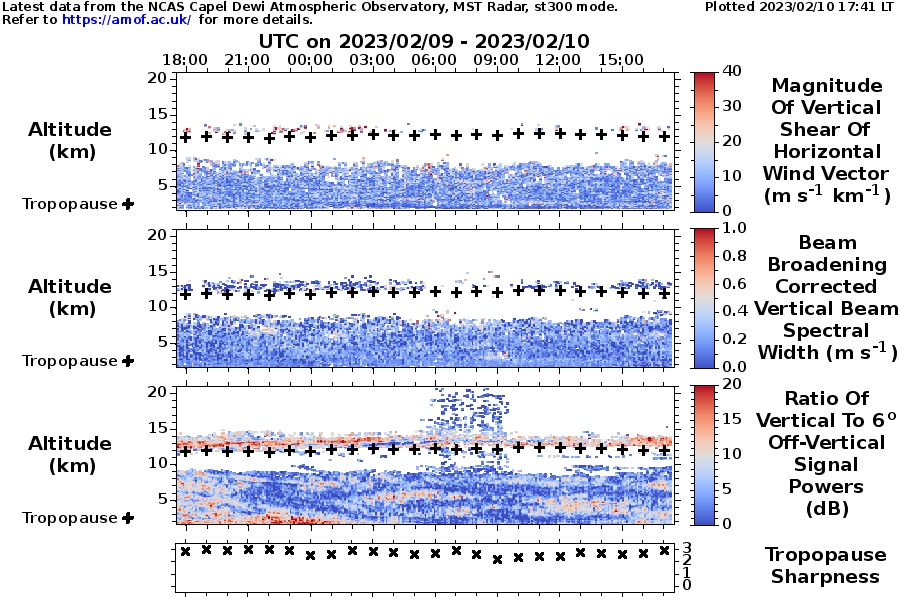 Latest data from the NCAS Capel Dewi Atmospheric Observatory, MST Radar, st300 mode.
Plotted 2023/02/10 17:41 LT
Refer to https://amof.ac.uk/ for more details.
UTC on 2023/02/09 - 2023/02/10
18:00 21:00 00:00 03:00 06:00 09:00 12:00 15:00
20
15
10
5
Altitude
(km)
Tropopause
40
30
20
10
0
Magnitude
Of Vertical
Shear Of
Horizontal
Wind Vector
(m s-1 km-1)
20
15
10
5
Altitude
(km)
Tropopause
1.0
0.8
0.6
0.4
0.2
0.0
Beam
Broadening
Corrected
Vertical Beam
Spectral
Width (m s-1)
20
15
10
5
Altitude
(km)
Tropopause
20
15
10
5
0
Ratio Of
Vertical To 6o
Off-Vertical
Signal
Powers
(dB)
3
2
1
0
Tropopause
Sharpness